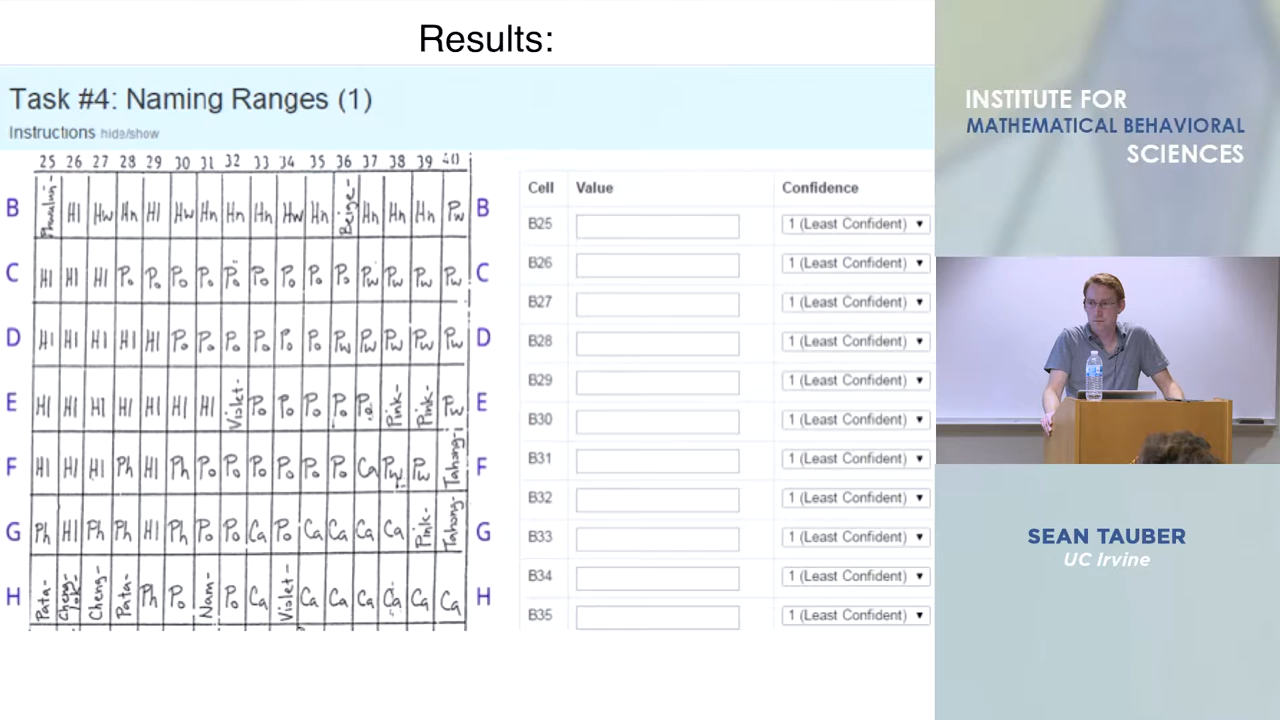 Results:
Task #4: Naming Ranges (1)
Instructions hide/show
25 26 27 28 29 30 31 32 33 34 35 36 37 38 39 40
B Hl Hw Hn Hl Hw Hn Hn Hn Hw Hn Beige- Hn Hn Hn Pw B
C Hl Hl Hl Po Po Po Po Po Po Po Po Po Pw Pw Pw Pw C
D Hl Hl Hl Hl Hl Po Po Po Po Po Po Pw Pw Pw Pw Pw D
E Hl Hl Hl Hl Hl Hl Hl Violet- Po Po Po Po Po Pink- Pink- Pw E
F Hl Hl Hl Ph Hl Ph Po Po Po Po Po Po Ca Pw Pw Tahong- F
G Ph Hl Ph Ph Hl Ph Po Po Ca Po Ca Ca Ca Ca Pink- Tahong- G
H Pata- Cheng- Pata- Ph Po Nam- Po Ca Violet- Ca Ca Ca Ca Ca Ca H
Cell Value Confidence
B25 1 (Least Confident)
B26 1 (Least Confident)
B27 1 (Least Confident)
B28 1 (Least Confident)
B29 1 (Least Confident)
B30 1 (Least Confident)
B31 1 (Least Confident)
B32 1 (Least Confident)
B33 1 (Least Confident)
B34 1 (Least Confident)
B35 1 (Least Confident)
INSTITUTE FOR
MATHEMATICAL BEHAVIORAL
SCIENCES
SEAN TAUBER
UC Irvine